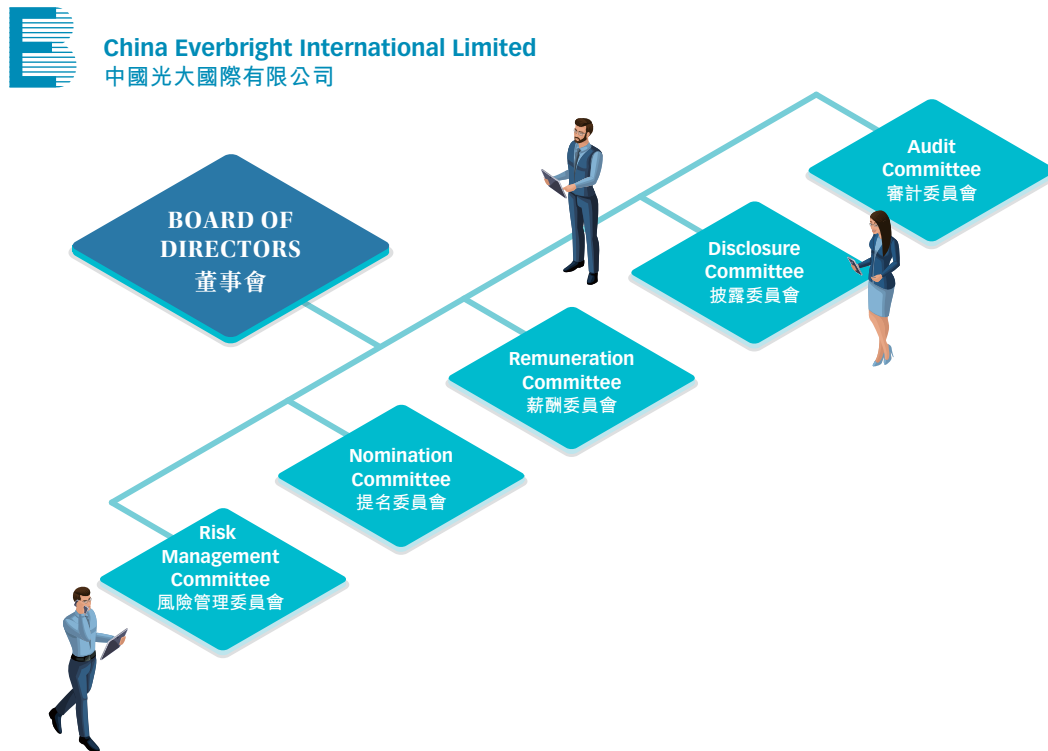 China Everbright International Limited
中國光大國際有限公司
BOARD OF
DIRECTORS
董事會
Audit
Committee
審計委員會
Disclosure
Committee
披露委員會
Remuneration
Committee
薪酬委員會
Nomination
Committee
提名委員會
Risk
Management
Committee
風險管理委員會